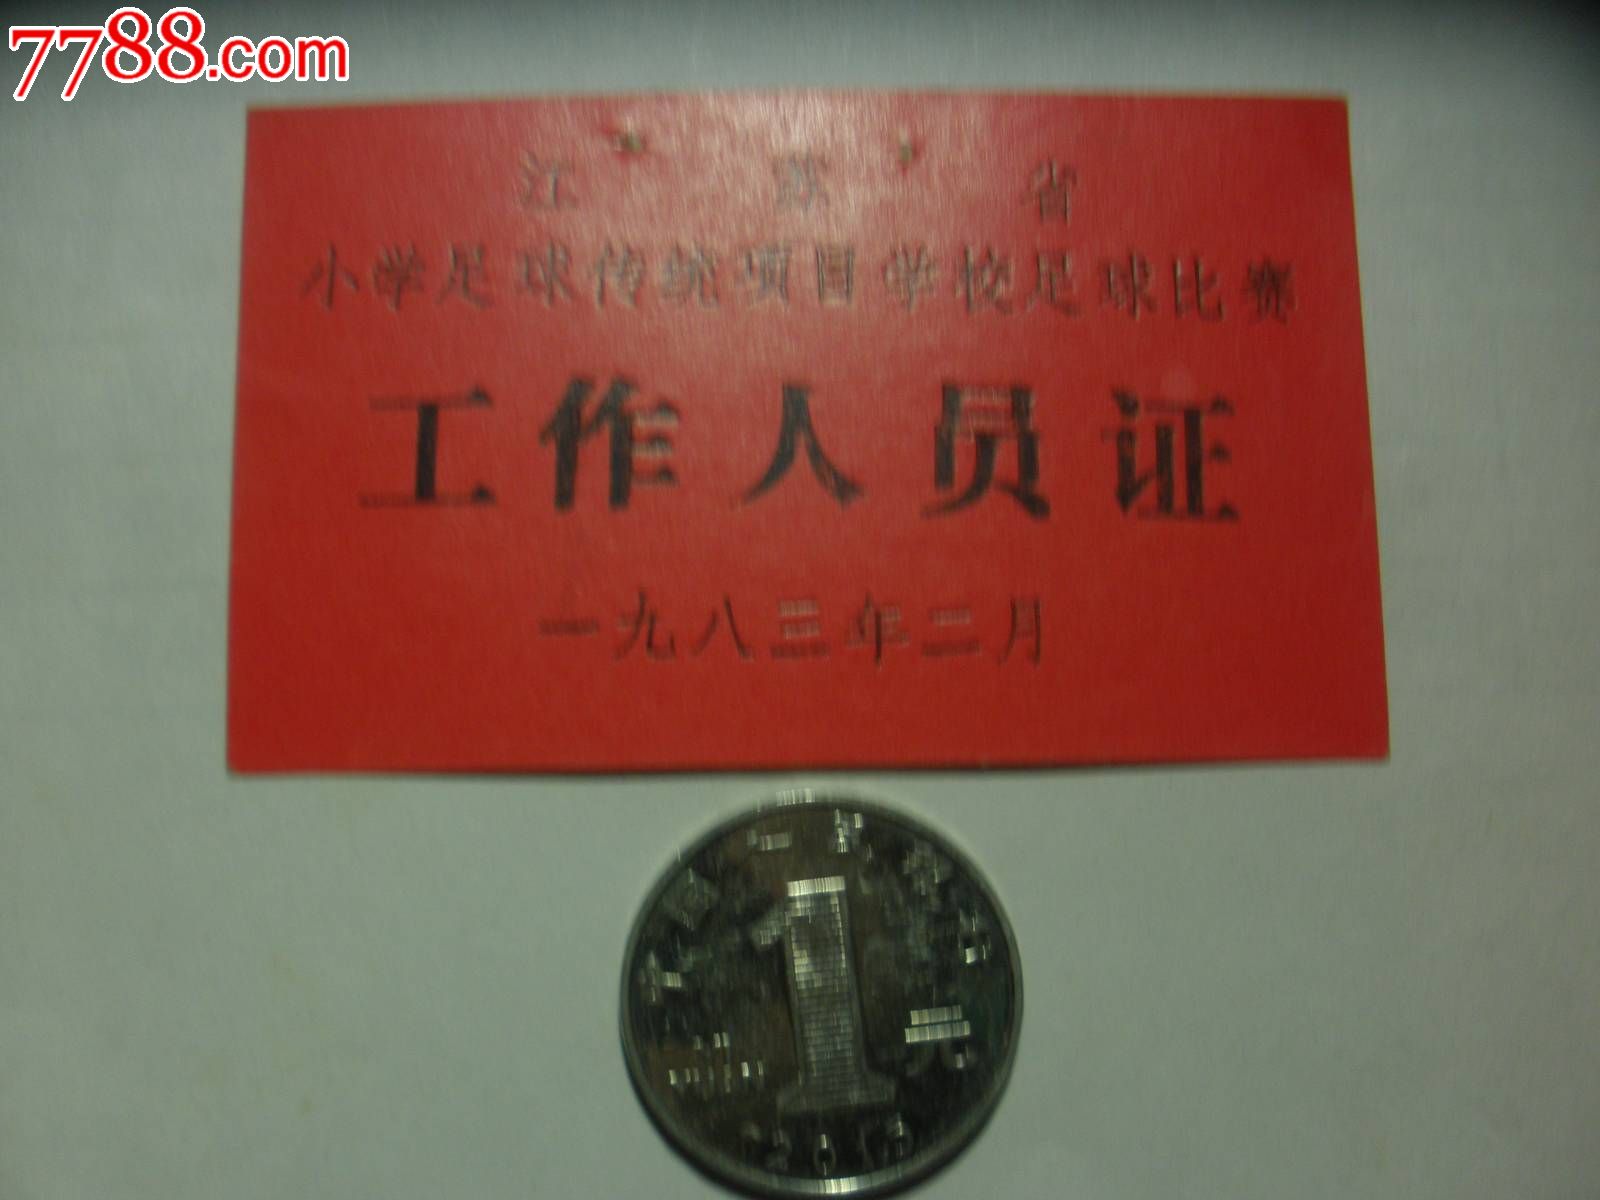 7788.com
江苏省
小学足球传统项目学校足球比赛
工作人员证
一九八三年二月
1
元